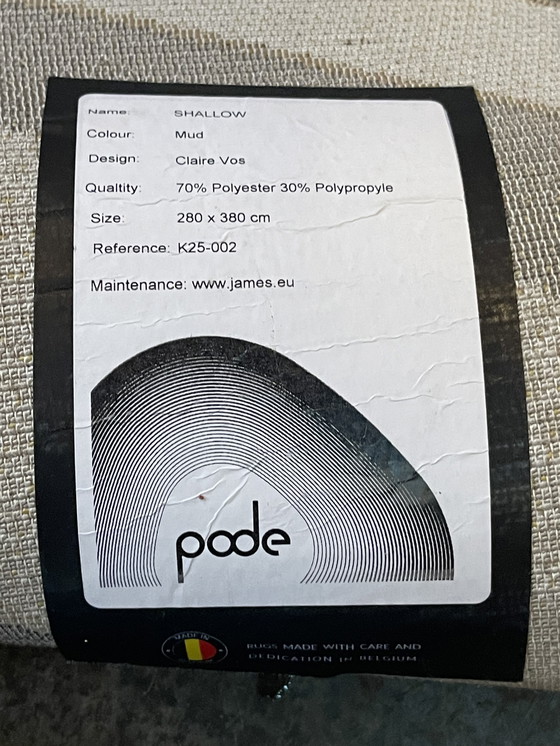 Name: SHALLOW
Colour: Mud
Design: Claire Vos
Qualtity: 70% Polyester 30% Polypropyle
Size: 280 x 380 cm
Reference: K25-002
Maintenance: www.james.eu
pode
MADE IN
RUGS MADE WITH CARE AND
DEDICATION IN BELGIUM